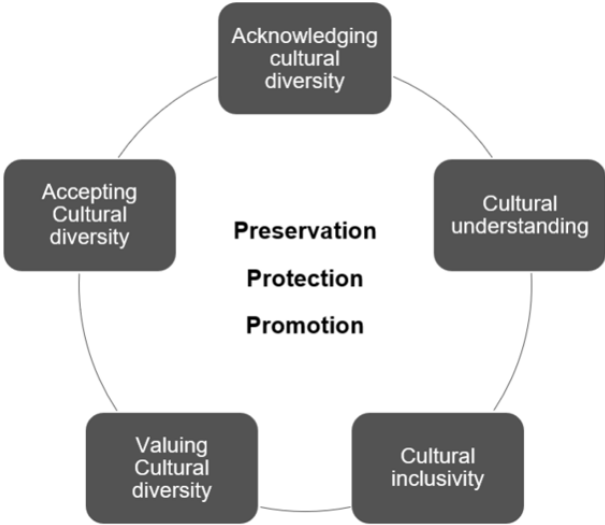 Acknowledging
cultural
diversity
Accepting
Cultural
diversity
Cultural
understanding
Preservation
Protection
Promotion
Valuing
Cultural
diversity
Cultural
inclusivity